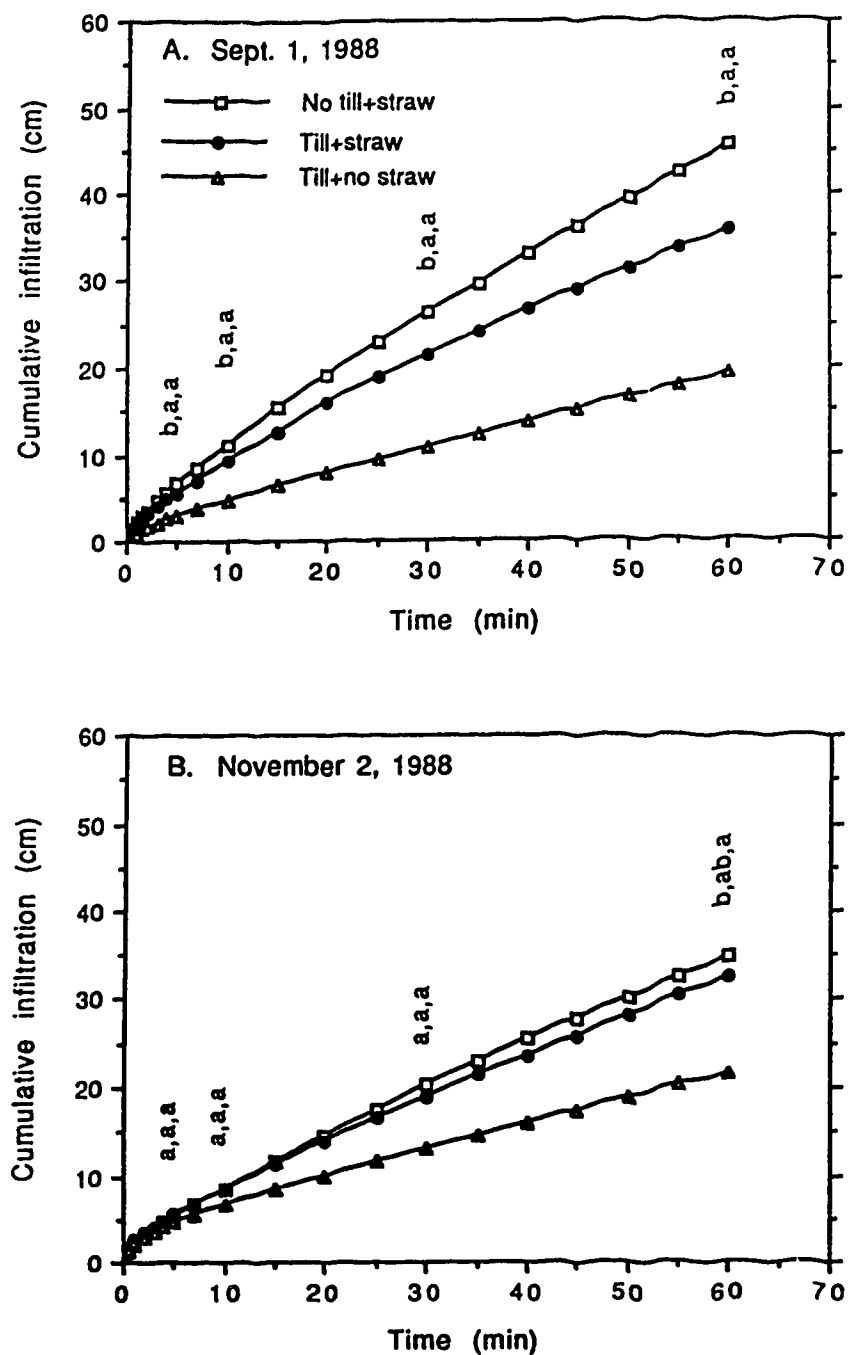 60
50
40
30
20
10
0
Cumulative infiltration (cm)
A. Sept. 1, 1988
No till+straw
Till+straw
Till+no straw
b,a,a
b,a,a
b,a,a
b,a,a
0 10 20 30 40 50 60 70
Time (min)
60
50
40
30
20
10
0
Cumulative infiltration (cm)
B. November 2, 1988
a,a,a
a,a,a
a,a,a
b,ab,a
0 10 20 30 40 50 60 70
Time (min)